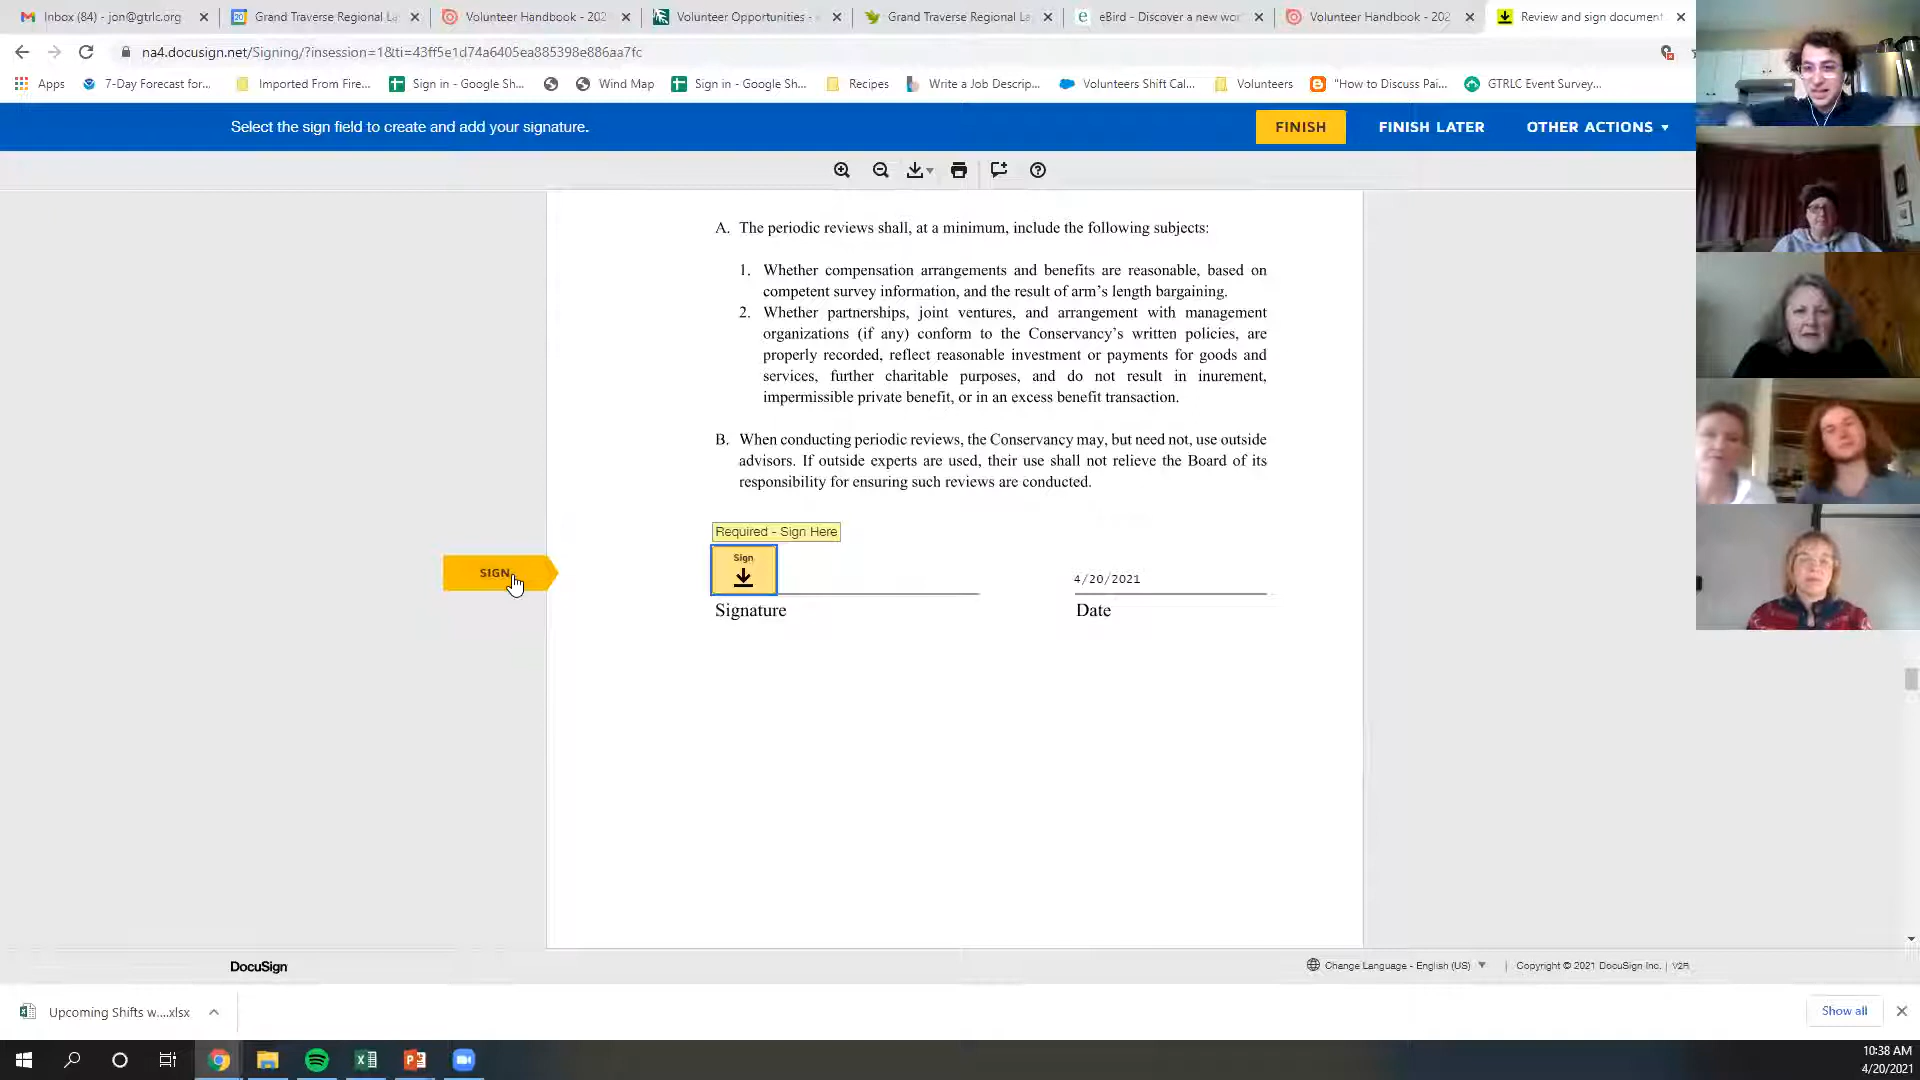 Inbox (84) - jon@gtrlc.org
Grand Traverse Regional La
Volunteer Handbook - 202
Volunteer Opportunities -
Grand Traverse Regional La
eBird - Discover a new wor
Volunteer Handbook - 202
Review and sign document
na4.docusign.net/Signing/?insession=1&ti=43ff5e1d74a6405ea885398e886aa7fc
Apps
7-Day Forecast for...
Imported From Fire...
Sign in - Google Sh...
Wind Map
Sign in - Google Sh...
Recipes
Write a Job Descrip...
Volunteers Shift Cal...
Volunteers
"How to Discuss Pai...
GTRLC Event Survey...
Select the sign field to create and add your signature.
FINISH
FINISH LATER
OTHER ACTIONS
A. The periodic reviews shall, at a minimum, include the following subjects:
1. Whether compensation arrangements and benefits are reasonable, based on
competent survey information, and the result of arm's length bargaining.
2. Whether partnerships, joint ventures, and arrangement with management
organizations (if any) conform to the Conservancy's written policies, are
properly recorded, reflect reasonable investment or payments for goods and
services, further charitable purposes, and do not result in inurement,
impermissible private benefit, or in an excess benefit transaction.
B. When conducting periodic reviews, the Conservancy may, but need not, use outside
advisors. If outside experts are used, their use shall not relieve the Board of its
responsibility for ensuring such reviews are conducted.
Required - Sign Here
SIGN
Sign
4/20/2021
Signature
Date
DocuSign
Change Language - English (US)
Copyright © 2021 DocuSign Inc. | V2R
Upcoming Shifts w....xlsx
Show all
10:38 AM
4/20/2021